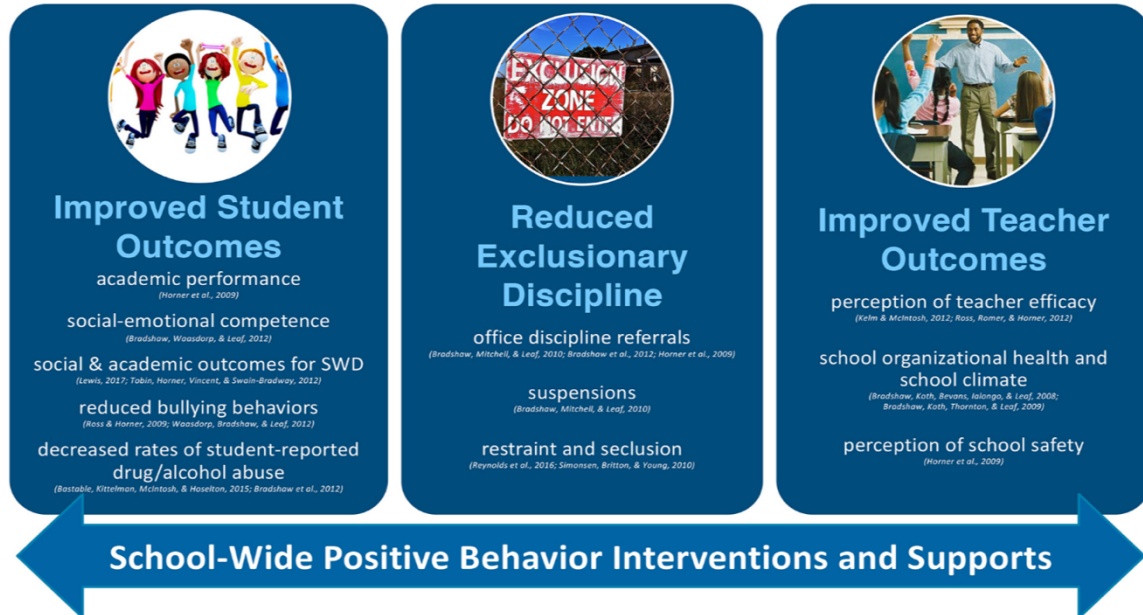 Improved Student
Outcomes
academic performance
(Horner et al., 2009)
social-emotional competence
(Bradshaw, Waasdorp, & Leaf, 2012)
social & academic outcomes for SWD
(Lewis, 2017; Tobin, Horner, Vincent, & Swain-Bradway, 2012)
reduced bullying behaviors
(Ross & Horner, 2009; Waasdorp, Bradshaw, & Leaf, 2012)
decreased rates of student-reported
drug/alcohol abuse
(Bastable, Kittelman, McIntosh, & Hoselton, 2015; Bradshaw et al., 2012)
EXCLUSION
ZONE
DO NOT ENTER
Reduced
Exclusionary
Discipline
office discipline referrals
(Bradshaw, Mitchell, & Leaf, 2010; Bradshaw et al., 2012; Horner et al., 2009)
suspensions
(Bradshaw, Mitchell, & Leaf, 2010)
restraint and seclusion
(Reynolds et al., 2016; Simonsen, Britton, & Young, 2010)
Improved Teacher
Outcomes
perception of teacher efficacy
(Kelm & McIntosh, 2012; Ross, Romer, & Horner, 2012)
school organizational health and
school climate
(Bradshaw, Koth, Bevans, Ialongo, & Leaf, 2008;
Bradshaw, Koth, Thornton, & Leaf, 2009)
perception of school safety
(Horner et al., 2009)
School-Wide Positive Behavior Interventions and Supports